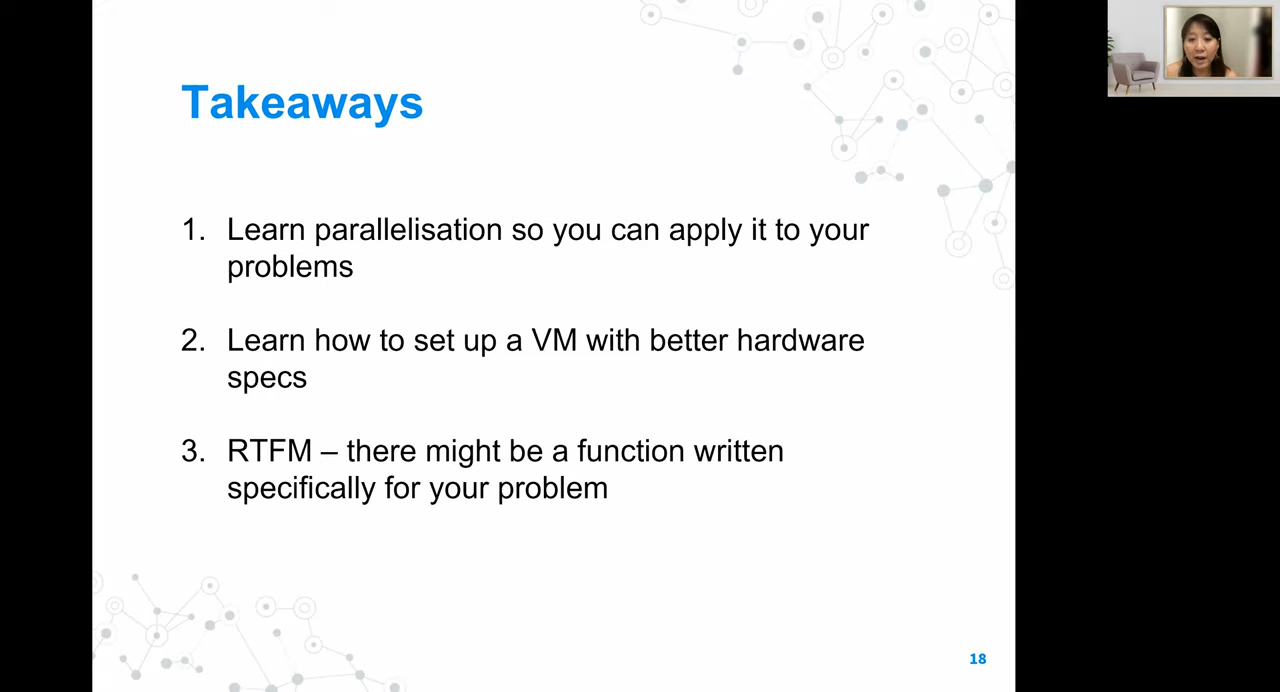 Takeaways
1. Learn parallelisation so you can apply it to your
problems
2. Learn how to set up a VM with better hardware
specs
3. RTFM – there might be a function written
specifically for your problem
18